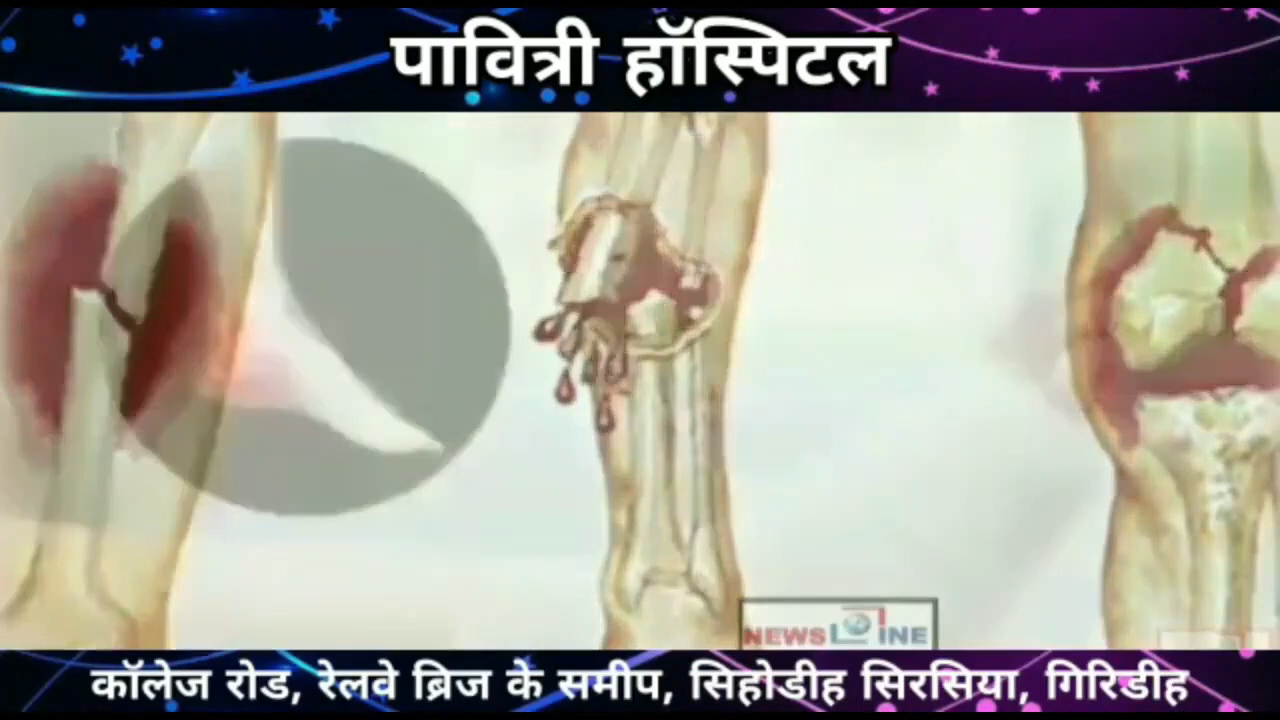 पावित्री हॉस्पिटल
NEWS LINE
कॉलेज रोड, रेलवे ब्रिज के समीप, सिहोडीह सिरसिया, गिरिडीह